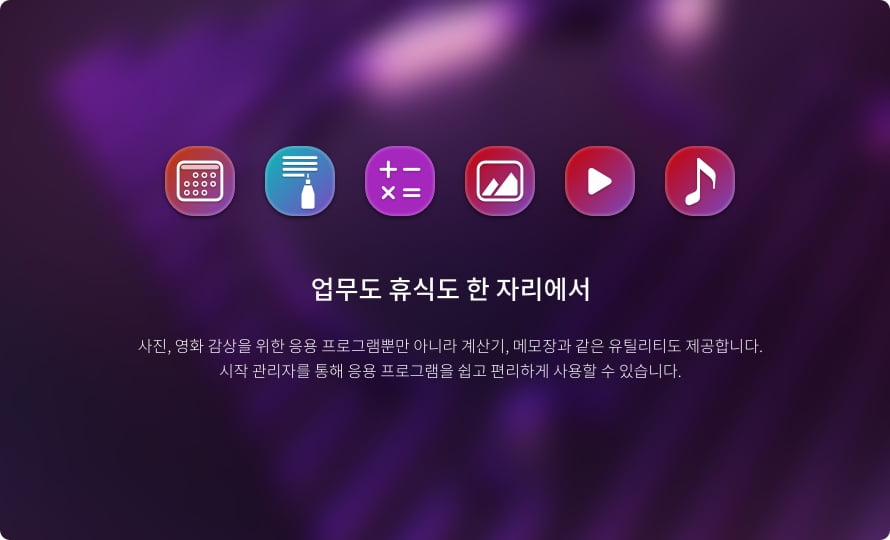 업무도 휴식도 한 자리에서
사진, 영화 감상을 위한 응용 프로그램뿐만 아니라 계산기, 메모장과 같은 유틸리티도 제공합니다.
시작 관리자를 통해 응용 프로그램을 쉽고 편리하게 사용할 수 있습니다.